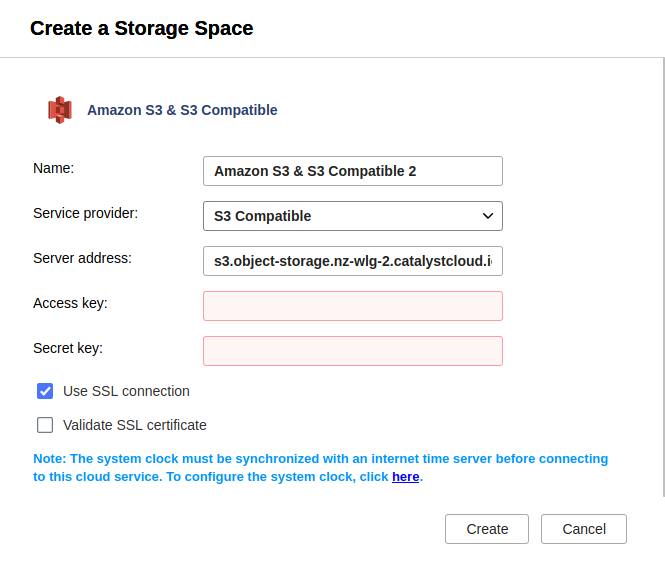 Create a Storage Space
Amazon S3 & S3 Compatible
Name:
Amazon S3 & S3 Compatible 2
Service provider:
S3 Compatible
Server address:
s3.object-storage.nz-wlg-2.catalystcloud.i
Access key:
Secret key:
Use SSL connection
Validate SSL certificate
Note: The system clock must be synchronized with an internet time server before connecting
to this cloud service. To configure the system clock, click here.
Create
Cancel